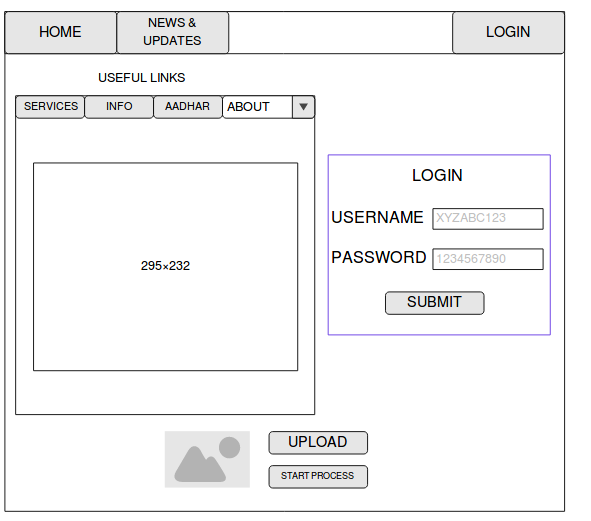 HOME
NEWS &
UPDATES
LOGIN
USEFUL LINKS
SERVICES
INFO
AADHAR
ABOUT
295×232
LOGIN
USERNAME
XYZABC123
PASSWORD
1234567890
SUBMIT
UPLOAD
START PROCESS